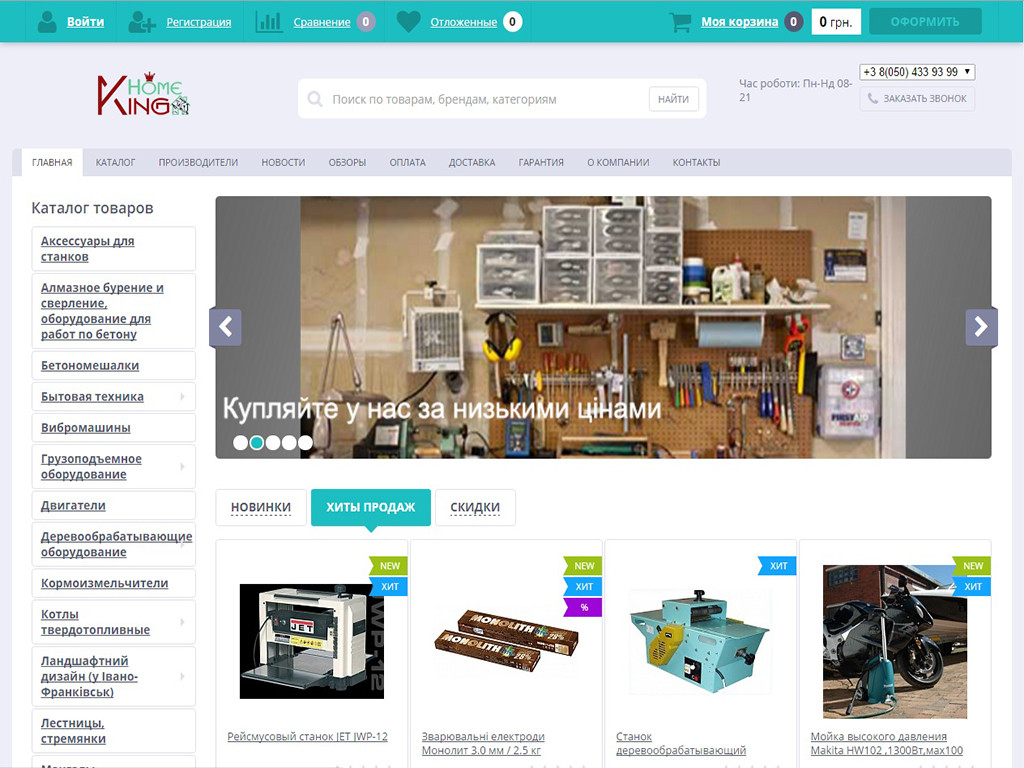 Войти
Регистрация
Сравнение 0
Отложенные 0
Моя корзина 0
0 грн.
ОФОРМИТЬ
HOME
KING
Поиск по товарам, брендам, категориям
НАЙТИ
Час роботи: Пн-Нд 08-
21
+3 8(050) 433 93 99
ЗАКАЗАТЬ ЗВОНОК
ГЛАВНАЯ
КАТАЛОГ
ПРОИЗВОДИТЕЛИ
НОВОСТИ
ОБЗОРЫ
ОПЛАТА
ДОСТАВКА
ГАРАНТИЯ
О КОМПАНИИ
КОНТАКТЫ
Каталог товаров
Аксессуары для
станков
Алмазное бурение и
сверление,
оборудование для
работ по бетону
Бетономешалки
Бытовая техника
Вибромашины
Грузоподъемное
оборудование
Двигатели
Деревообрабатывающие
оборудование
Кормоизмельчители
Котлы
твердотопливные
Ландшафтний
дизайн (у Івано-
Франківськ)
Лестницы,
стремянки
FIRST AID
Купляйте у нас за низькими цінами
НОВИНКИ
ХИТЫ ПРОДАЖ
СКИДКИ
NEW
ХИТ
JET
JWP-12
Рейсмусовый станок JET JWP-12
NEW
ХИТ
%
MONOLITH
MONOLITH
Зварювальні електроди
Монолит 3.0 мм / 2.5 кг
ХИТ
Станок
деревообрабатывающий
NEW
ХИТ
Мойка высокого давления
Makita HW102 ,1300Вт,мах100